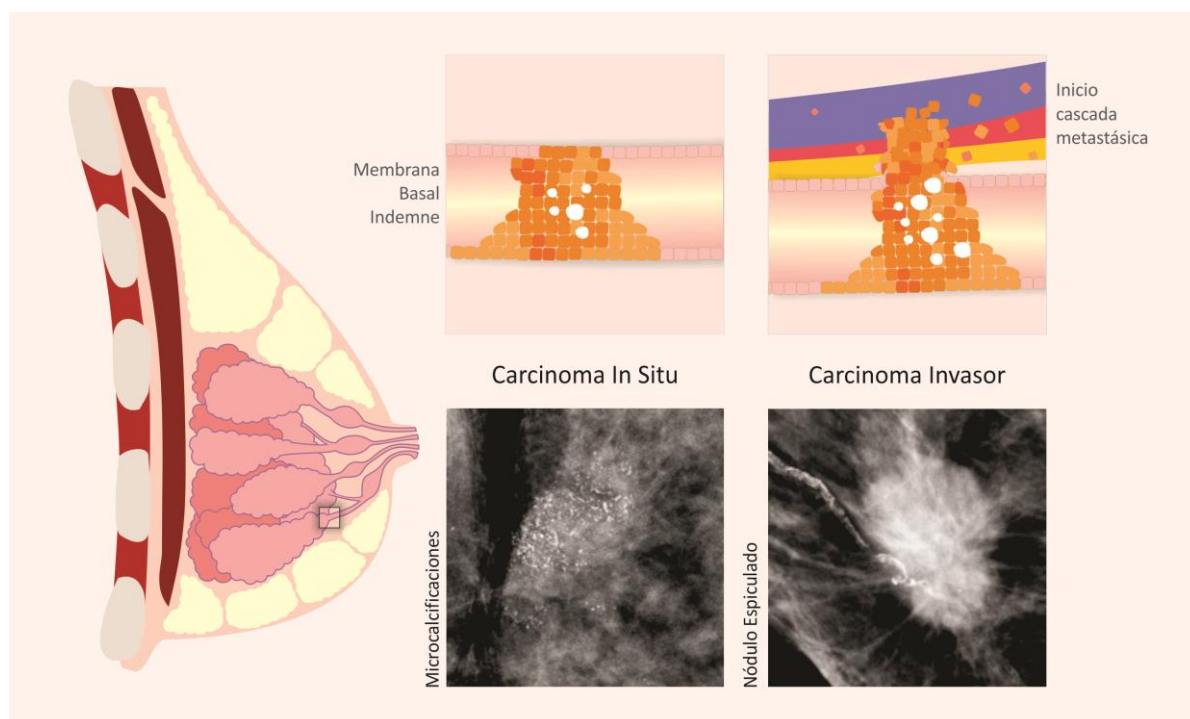 Membrana
Basal
Indemne
Inicio
cascada
metastásica
Carcinoma In Situ
Carcinoma Invasor
Microcalcificaciones
Nódulo Espiculado